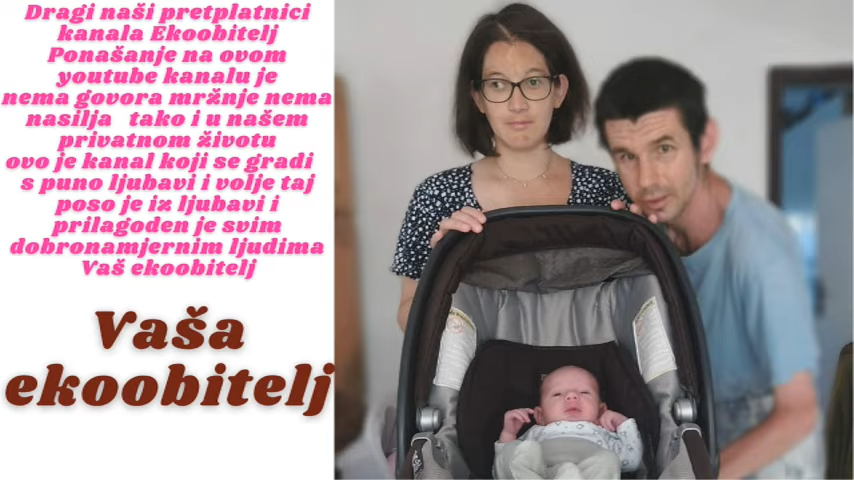 Dragi naši pretplatnici
kanala Ekoobitelj
Ponašanje na ovom
youtube kanalu je
nema govora mržnje nema
nasilja tako i u našem
privatnom životu
ovo je kanal koji se gradi
s puno ljubavi i volje taj
poso je iz ljubavi i
prilagođen je svim
dobronamjernim ljudima
Vaš ekoobitelj
Vaša
ekoobitelj